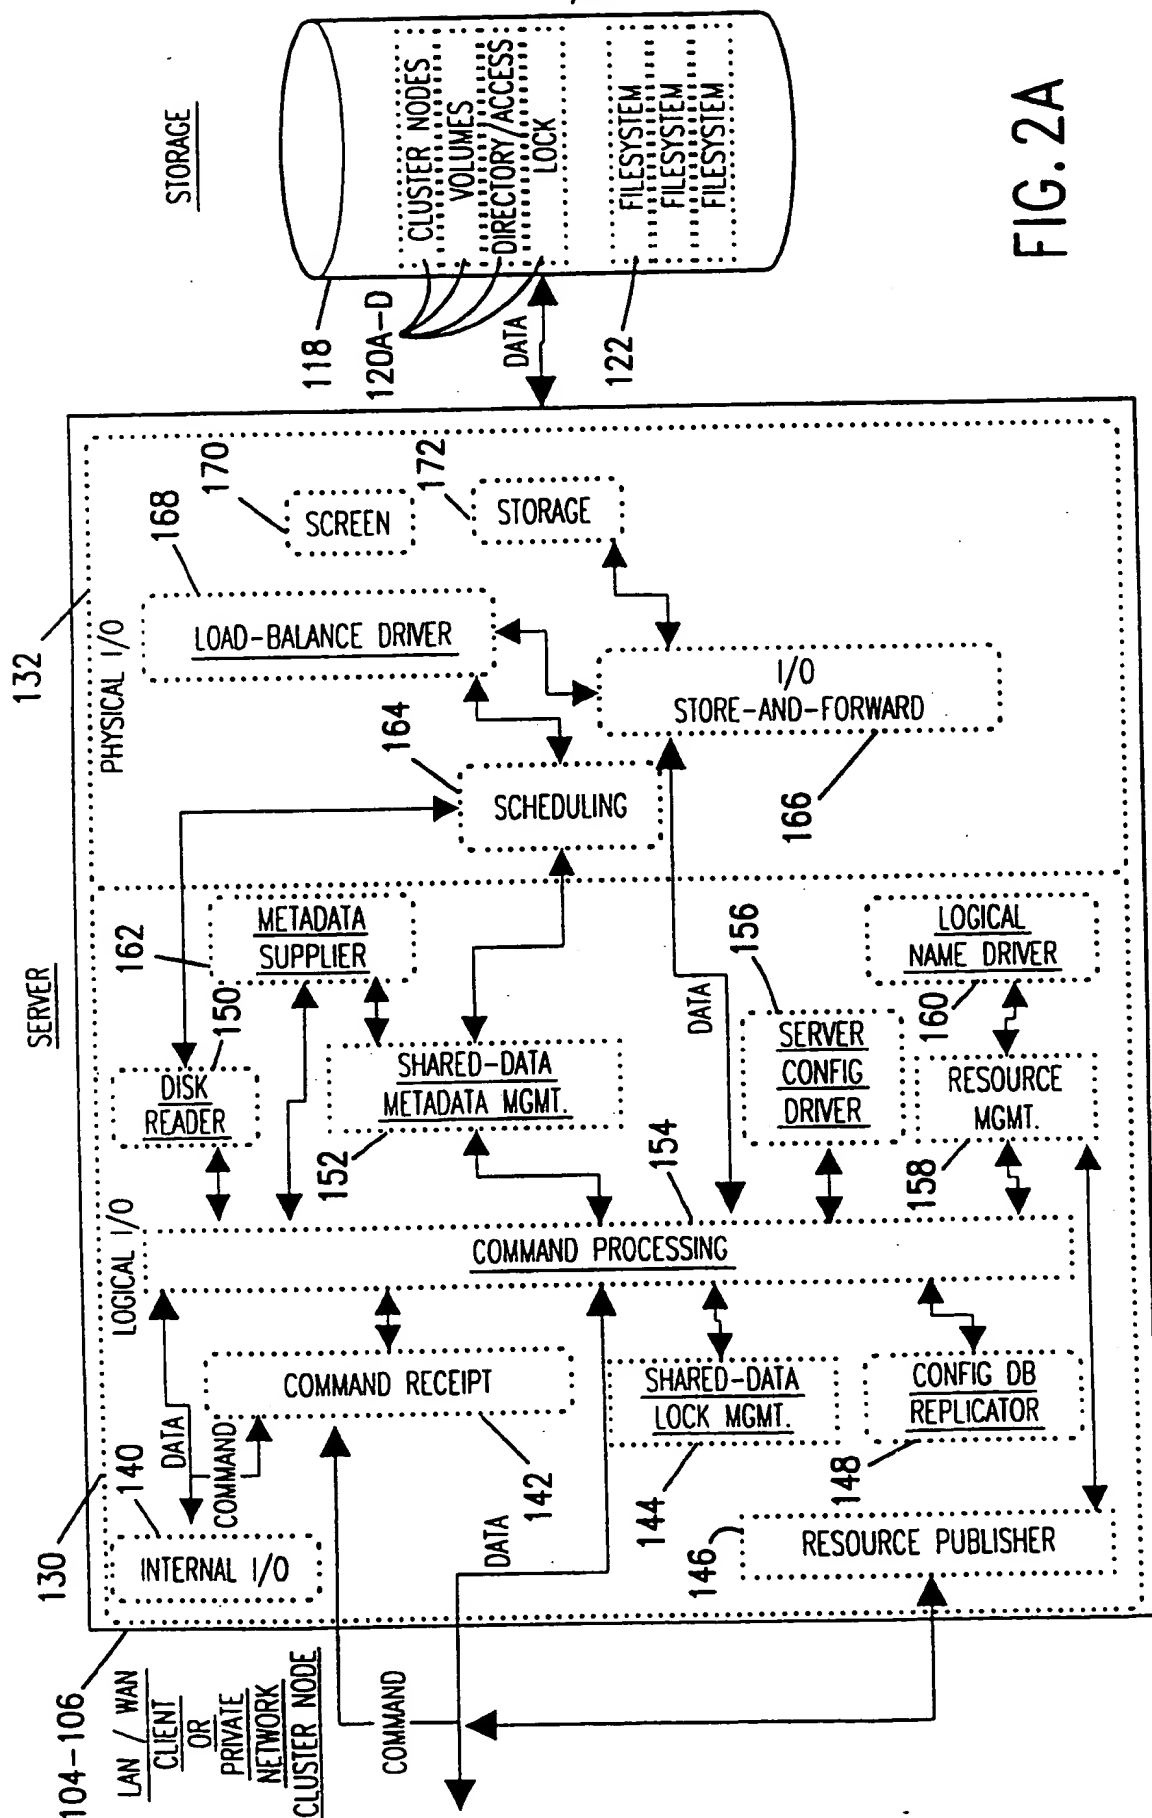 104-106
LAN / WAN
CLIENT
OR
PRIVATE
NETWORK
CLUSTER NODE
COMMAND
SERVER
130
LOGICAL I/O
140
INTERNAL I/O
DATA
COMMAND
COMMAND RECEIPT
142
DATA
SHARED-DATA
LOCK MGMT.
144
CONFIG DB
REPLICATOR
148
146
RESOURCE PUBLISHER
COMMAND PROCESSING
154
DISK
READER
150
METADATA
SUPPLIER
162
SHARED-DATA
METADATA MGMT.
152
DATA
SERVER
CONFIG
DRIVER
156
RESOURCE
MGMT.
158
LOGICAL
NAME DRIVER
160
132
PHYSICAL I/O
SCHEDULING
164
LOAD-BALANCE DRIVER
168
I/O
STORE-AND-FORWARD
166
SCREEN
170
STORAGE
172
STORAGE
118
120A-D
CLUSTER NODES
VOLUMES
DIRECTORY/ACCESS
LOCK
DATA
122
FILESYSTEM
FILESYSTEM
FILESYSTEM
FIG. 2A